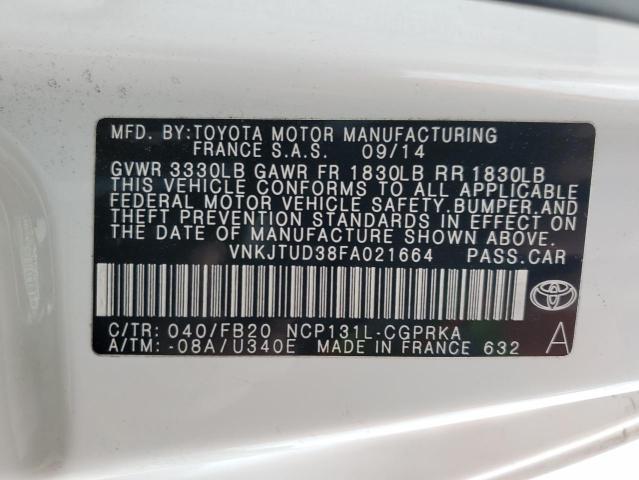 MFD. BY:TOYOTA MOTOR MANUFACTURING
FRANCE S.A.S. 09/14
GVWR 3330LB GAWR FR 1830LB RR 1830LB
THIS VEHICLE CONFORMS TO ALL APPLICABLE
FEDERAL MOTOR VEHICLE SAFETY,BUMPER,AND
THEFT PREVENTION STANDARDS IN EFFECT ON
THE DATE OF MANUFACTURE SHOWN ABOVE.
VNKJTUD38FA021664 PASS.CAR
C/TR: 040/FB20 NCP131L-CGPRKA
A/TM: -08A/U340E MADE IN FRANCE 632
A